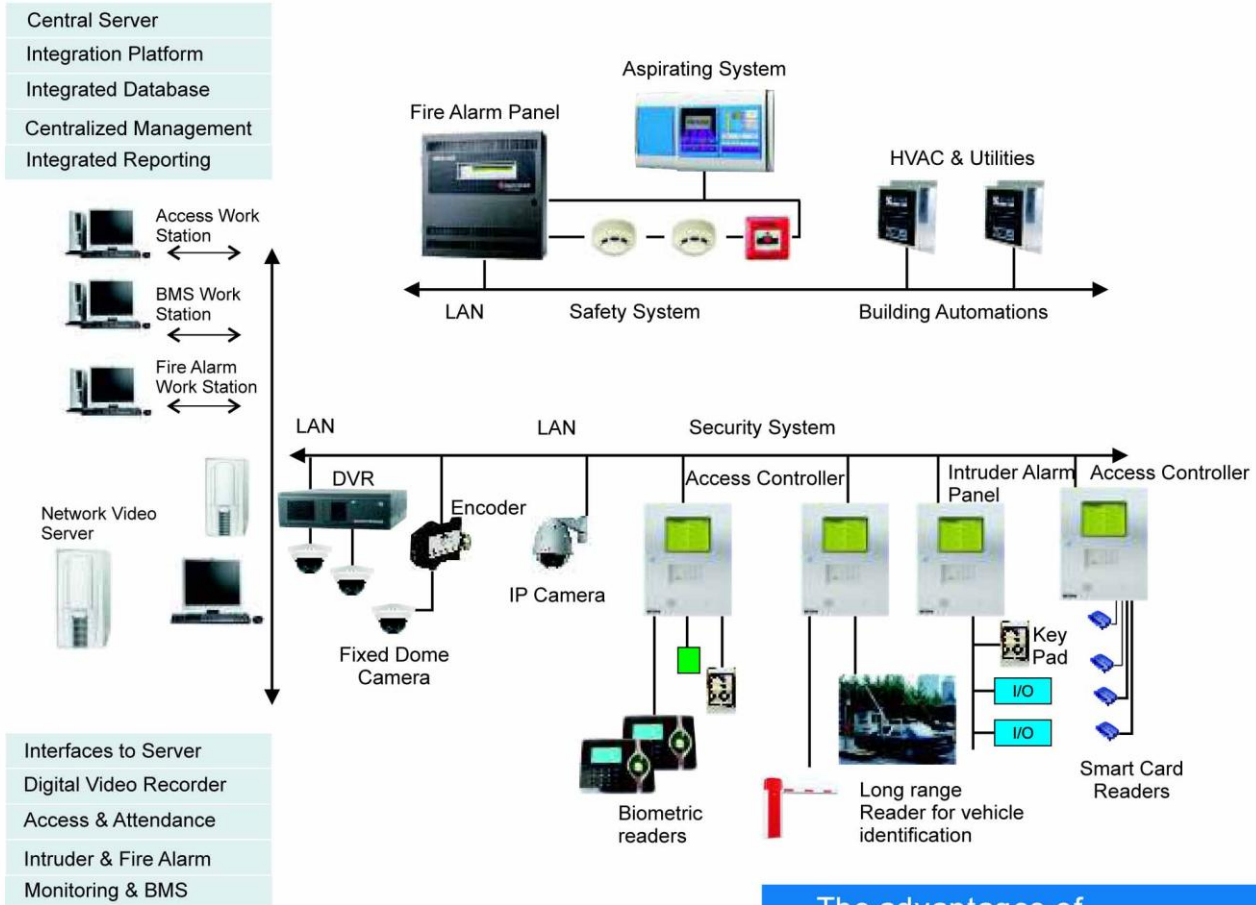 Central Server
Integration Platform
Integrated Database
Centralized Management
Integrated Reporting
Aspirating System
Fire Alarm Panel
HVAC & Utilities
Access Work
Station
BMS Work
Station
Fire Alarm
Work Station
LAN
Safety System
Building Automations
LAN
LAN
Security System
DVR
Encoder
IP Camera
Fixed Dome
Camera
Access Controller
Intruder Alarm
Panel
Access Controller
Network Video
Server
Key
Pad
I/O
I/O
Biometric
readers
Long range
Reader for vehicle
identification
Smart Card
Readers
Interfaces to Server
Digital Video Recorder
Access & Attendance
Intruder & Fire Alarm
Monitoring & BMS
The advantages of